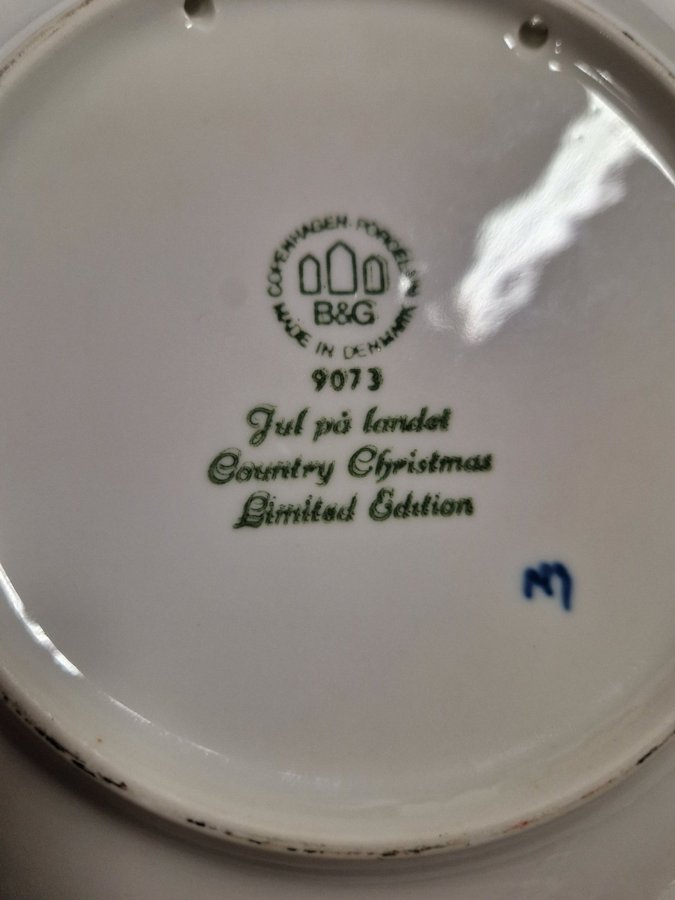 COPENHAGEN PORCELAIN
B&G
MADE IN DENMARK
9073
Jul på landet
Country Christmas
Limited Edition